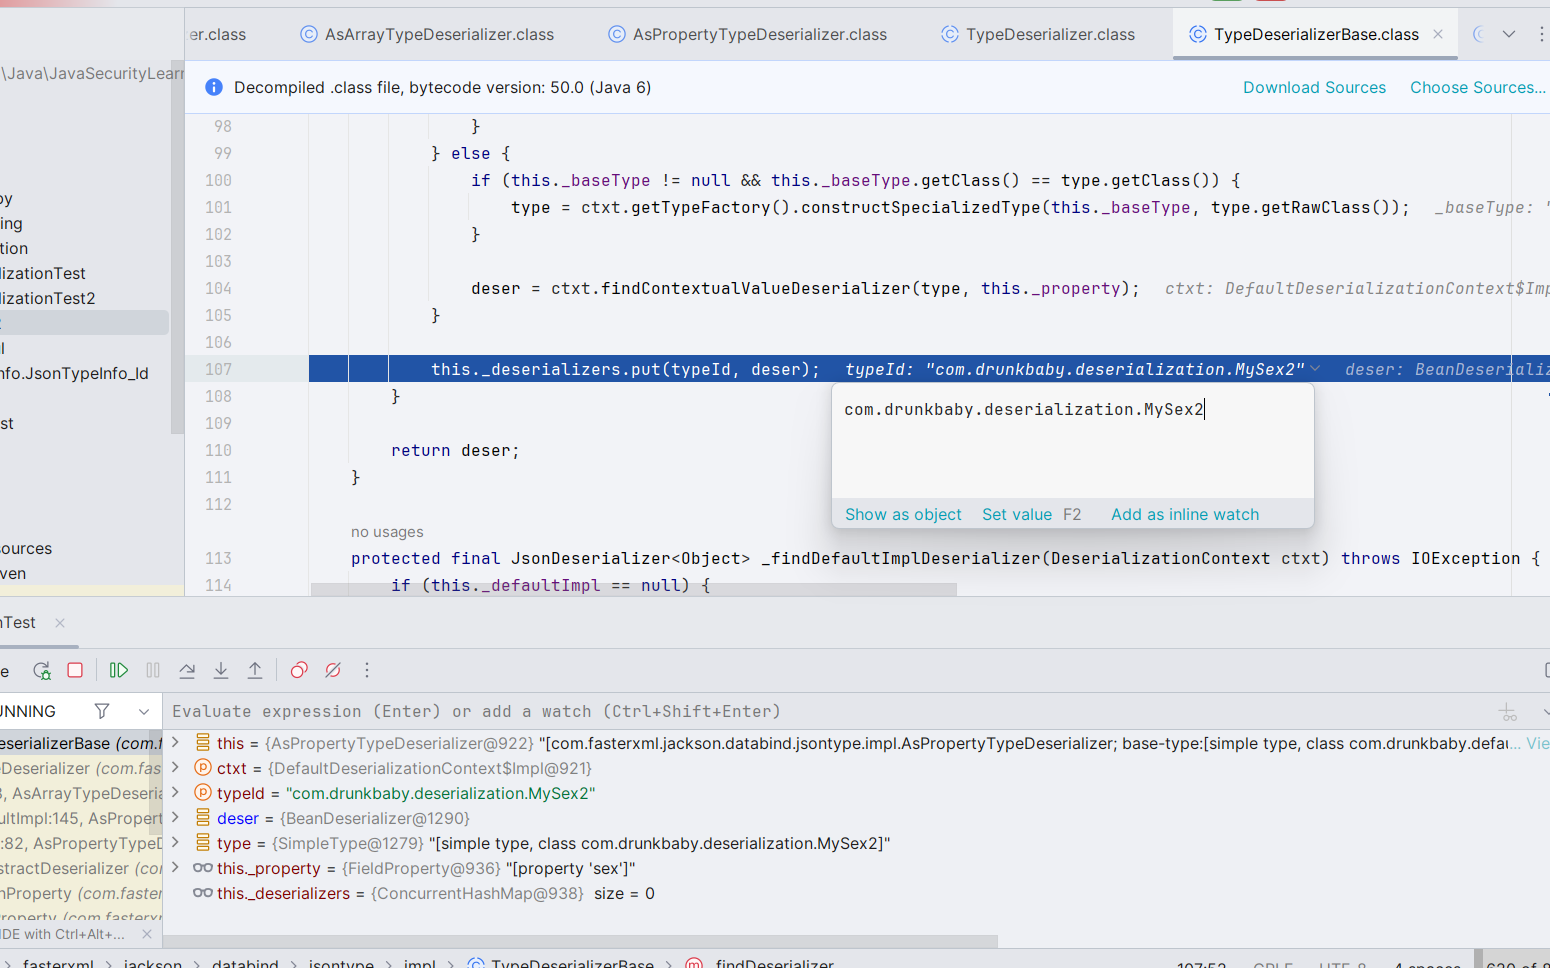 er.class AsArrayTypeDeserializer.class AsPropertyTypeDeserializer.class TypeDeserializer.class TypeDeserializerBase.class
\Java\JavaSecurityLearn
Decompiled .class file, bytecode version: 50.0 (Java 6) Download Sources Choose Sources...
98 }
99 } else {
100 if (this._baseType != null && this._baseType.getClass() == type.getClass()) {
101 type = ctxt.getTypeFactory().constructSpecializedType(this._baseType, type.getRawClass()); _baseType: "
102 }
103
104 deser = ctxt.findContextualValueDeserializer(type, this._property); ctxt: DefaultDeserializationContext$Imp
105 }
106
107 this._deserializers.put(typeId, deser); typeId: "com.drunkbaby.deserialization.MySex2" deser: BeanDeserializ
108 }
109
110 return deser;
111 }
112
no usages
113 protected final JsonDeserializer<Object> _findDefaultImplDeserializer(DeserializationContext ctxt) throws IOException {
114 if (this._defaultImpl == null) {
by
ing
tion
lizationTest
lizationTest2
nfo.JsonTypeInfo_Id
st
ources
ven
com.drunkbaby.deserialization.MySex2
Show as object Set value F2 Add as inline watch
nTest
e
UNNING
Evaluate expression (Enter) or add a watch (Ctrl+Shift+Enter)
eserializerBase (com.f
eDeserializer (com.fas
3, AsArrayTypeDeseria
ultImpl:145, AsPropert
:82, AsPropertyTypeD
stractDeserializer (co
nProperty (com.faster
roperty (com.fasterx
IDE with Ctrl+Alt+...
this = {AsPropertyTypeDeserializer@922} "[com.fasterxml.jackson.databind.jsontype.impl.AsPropertyTypeDeserializer; base-type:[simple type, class com.drunkbaby.defau... Vie
ctxt = {DefaultDeserializationContext$Impl@921}
typeId = "com.drunkbaby.deserialization.MySex2"
deser = {BeanDeserializer@1290}
type = {SimpleType@1279} "[simple type, class com.drunkbaby.deserialization.MySex2]"
this._property = {FieldProperty@936} "[property 'sex']"
this._deserializers = {ConcurrentHashMap@938} size = 0
fasterxml > jackson > databind > jsontype > impl > TypeDeserializerBase > findDeserializer 107:52 CRLF UTF-8 4 spaces